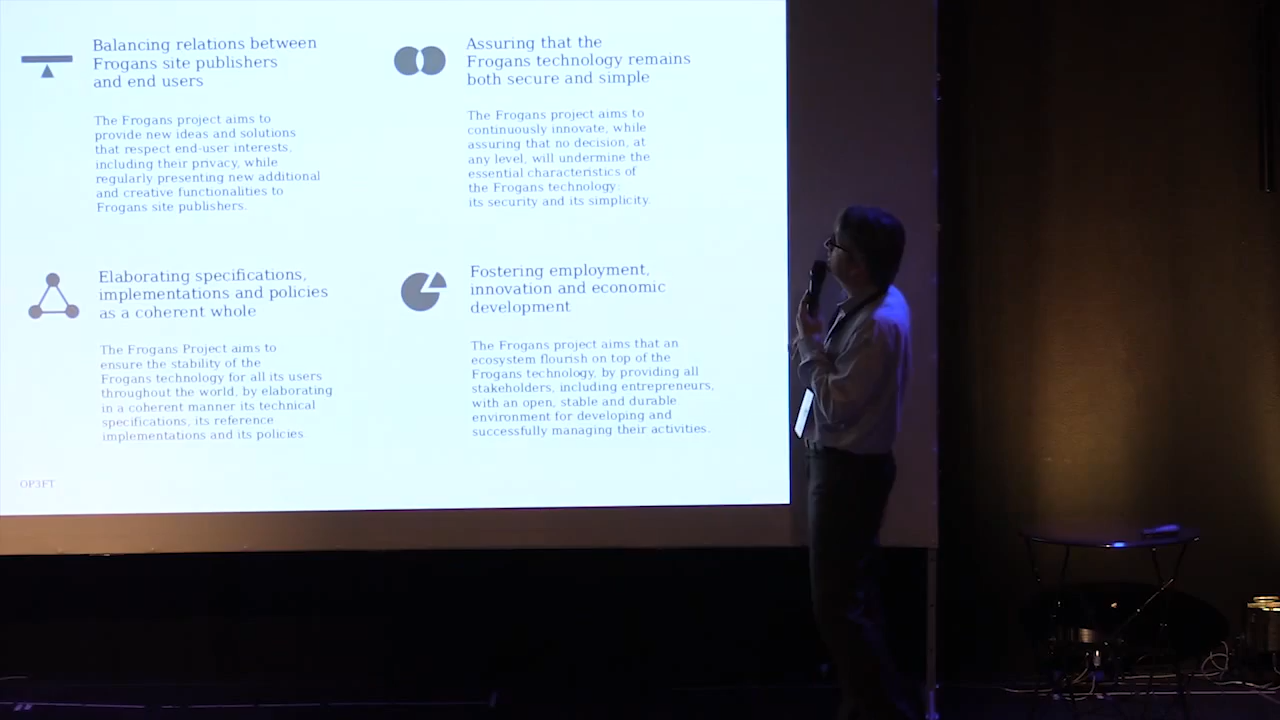 Balancing relations between
Frogans site publishers
and end users
The Frogans project aims to
provide new ideas and solutions
that respect end-user interests,
including their privacy, while
regularly presenting new additional
and creative functionalities to
Frogans site publishers.
Assuring that the
Frogans technology remains
both secure and simple
The Frogans project aims to
continuously innovate, while
assuring that no decision, at
any level, will undermine the
essential characteristics of
the Frogans technology:
its security and its simplicity.
Elaborating specifications,
implementations and policies
as a coherent whole
The Frogans Project aims to
ensure the stability of the
Frogans technology for all its users
throughout the world, by elaborating
in a coherent manner its technical
specifications, its reference
implementations and its policies.
Fostering employment,
innovation and economic
development
The Frogans project aims that an
ecosystem flourish on top of the
Frogans technology, by providing all
stakeholders, including entrepreneurs,
with an open, stable and durable
environment for developing and
successfully managing their activities.
OP3FT